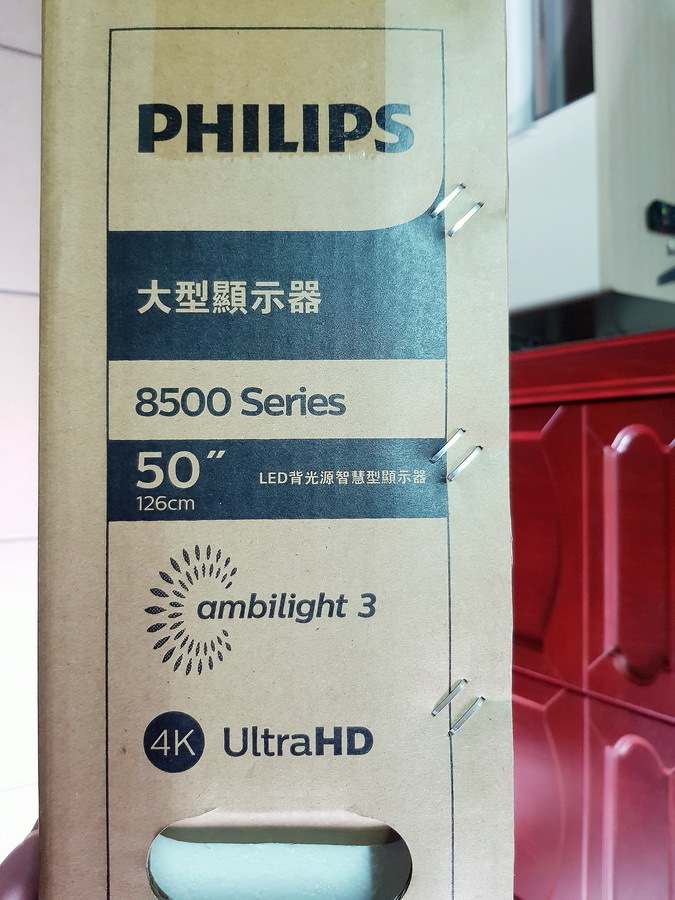 PHILIPS
大型顯示器
8500 Series
50″
126cm
LED背光源智慧型顯示器
ambilight 3
4K UltraHD